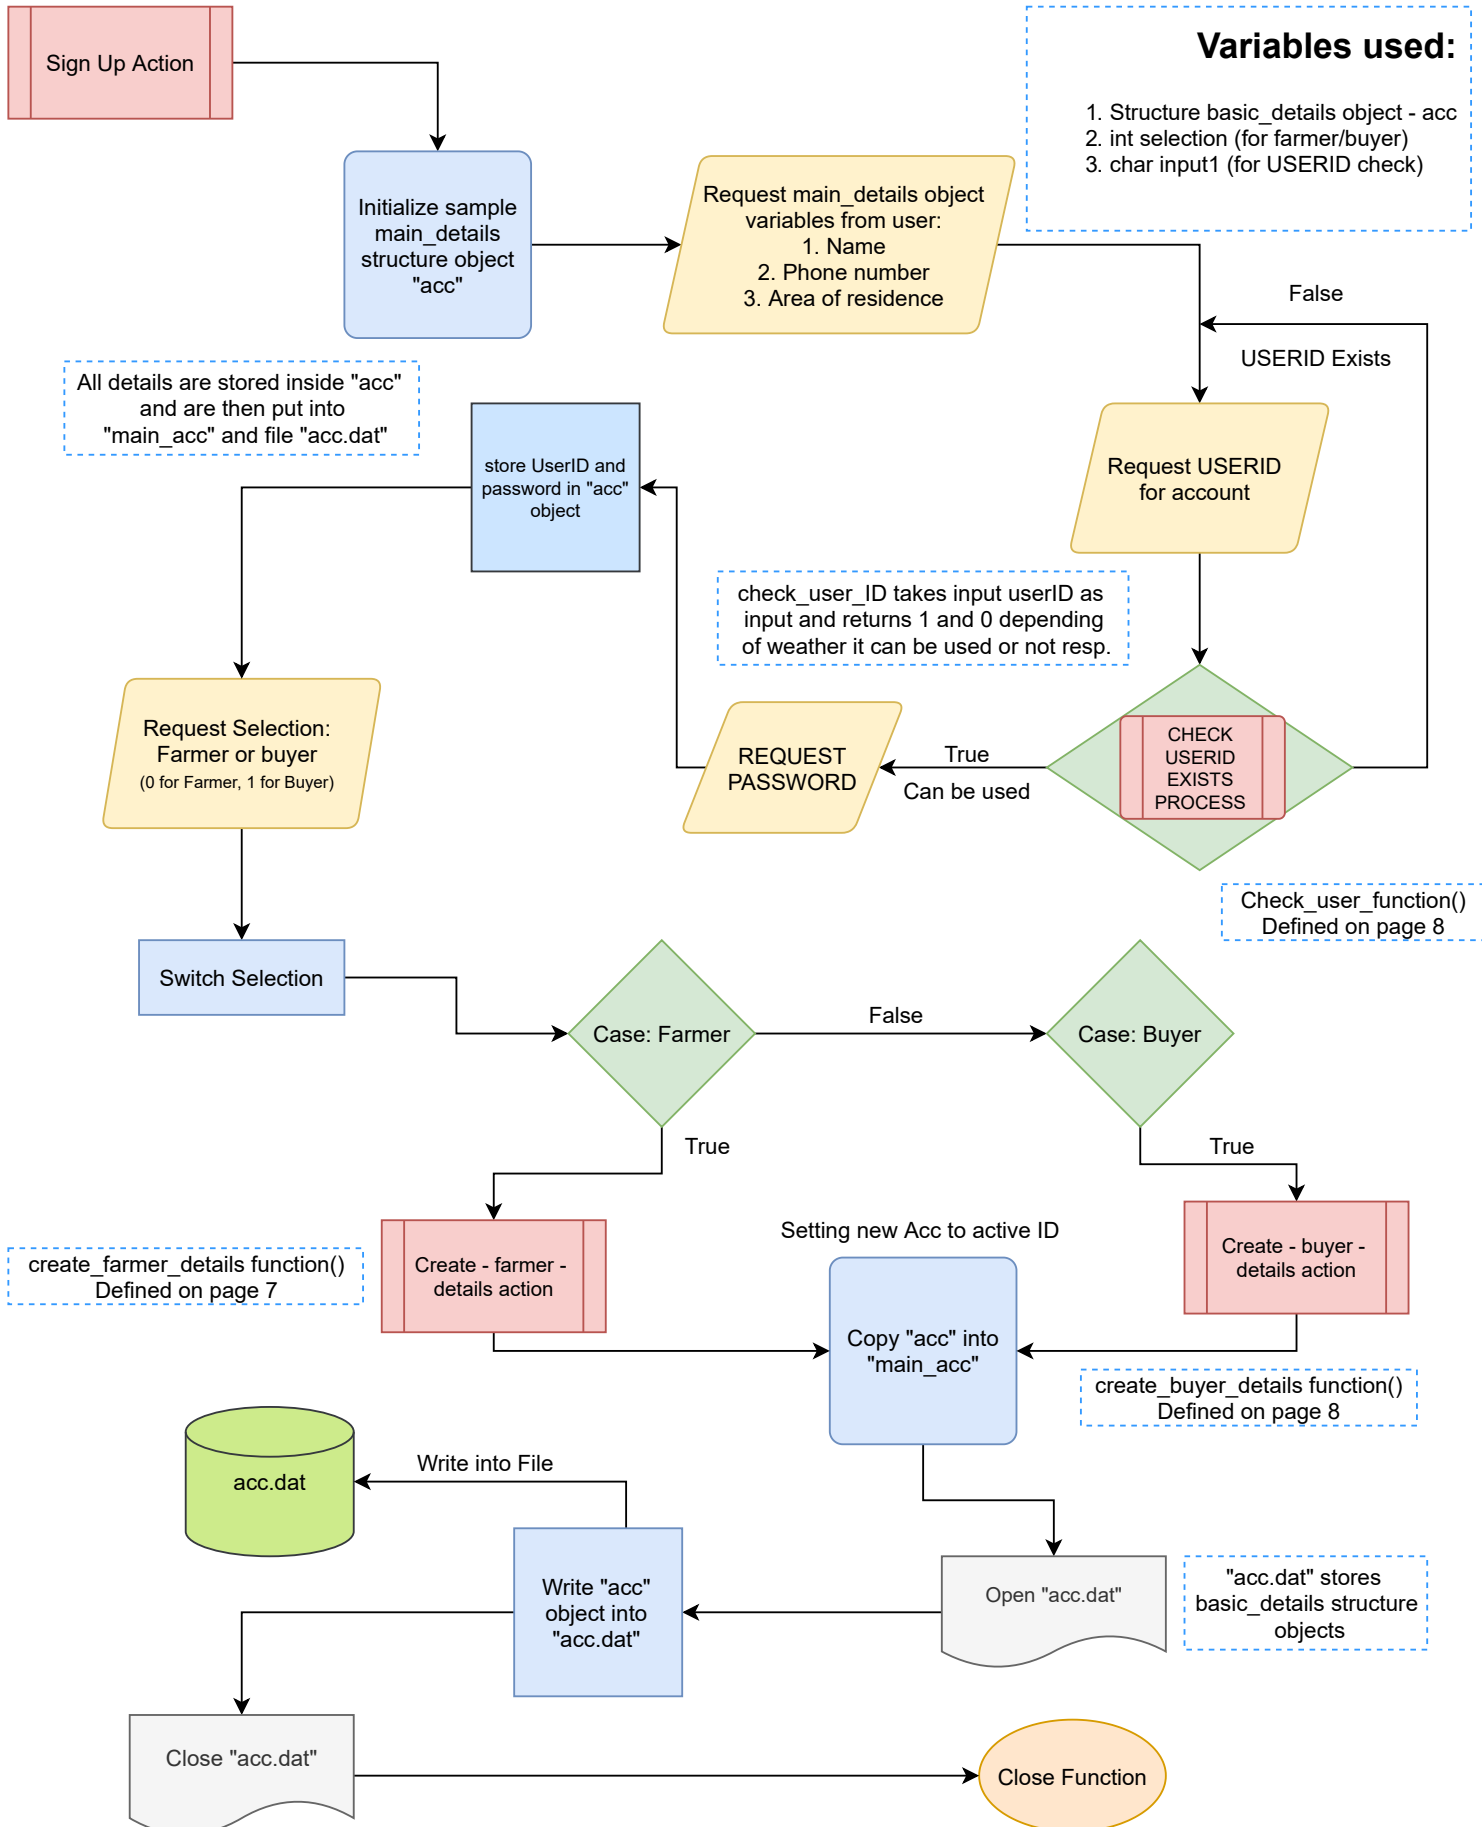 Sign Up Action
Variables used:
1. Structure basic_details object - acc
2. int selection (for farmer/buyer)
3. char input1 (for USERID check)
Initialize sample
main_details
structure object
"acc"
Request main_details object
variables from user:
1. Name
2. Phone number
3. Area of residence
False
USERID Exists
All details are stored inside "acc"
and are then put into
"main_acc" and file "acc.dat"
store UserID and
password in "acc"
object
Request USERID
for account
check_user_ID takes input userID as
input and returns 1 and 0 depending
of weather it can be used or not resp.
Request Selection:
Farmer or buyer
(0 for Farmer, 1 for Buyer)
REQUEST
PASSWORD
True
Can be used
CHECK
USERID
EXISTS
PROCESS
Check_user_function()
Defined on page 8
Switch Selection
Case: Farmer
False
Case: Buyer
True
True
create_farmer_details function()
Defined on page 7
Create - farmer -
details action
Setting new Acc to active ID
Copy "acc" into
"main_acc"
Create - buyer -
details action
create_buyer_details function()
Defined on page 8
acc.dat
Write into File
Write "acc"
object into
"acc.dat"
Open "acc.dat"
"acc.dat" stores
basic_details structure
objects
Close "acc.dat"
Close Function